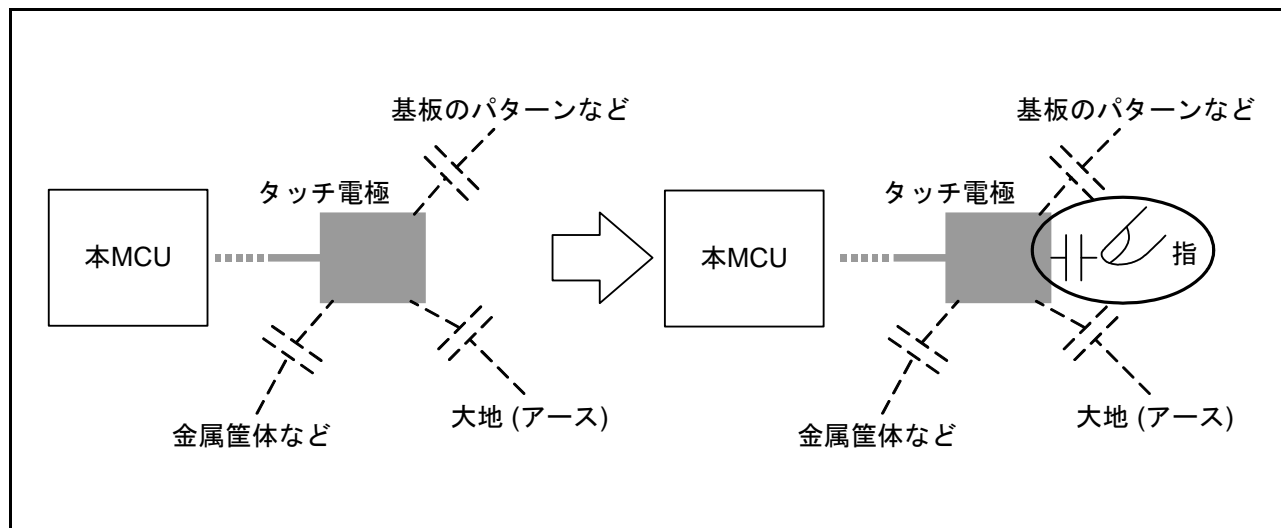 基板のパターンなど
タッチ電極
本MCU
金属筐体など
大地 (アース)
基板のパターンなど
タッチ電極
本MCU
指
金属筐体など
大地 (アース)